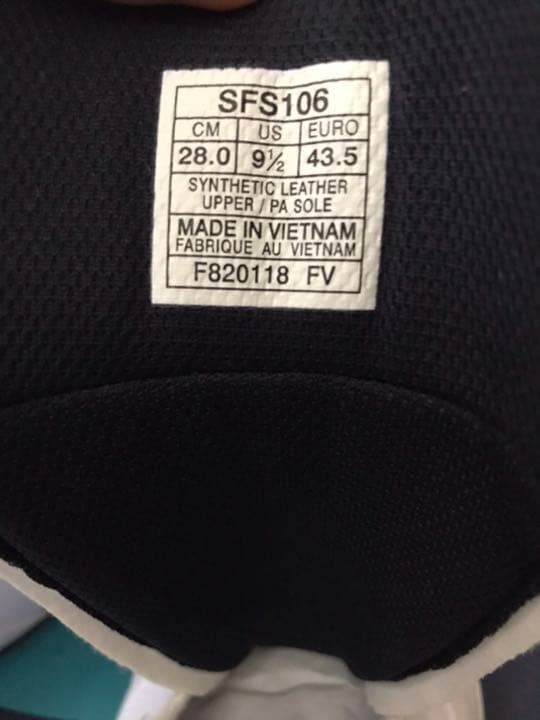 SFS106
CM US EURO
28.0 9½ 43.5
SYNTHETIC LEATHER
UPPER / PA SOLE
MADE IN VIETNAM
FABRIQUE AU VIETNAM
F820118 FV